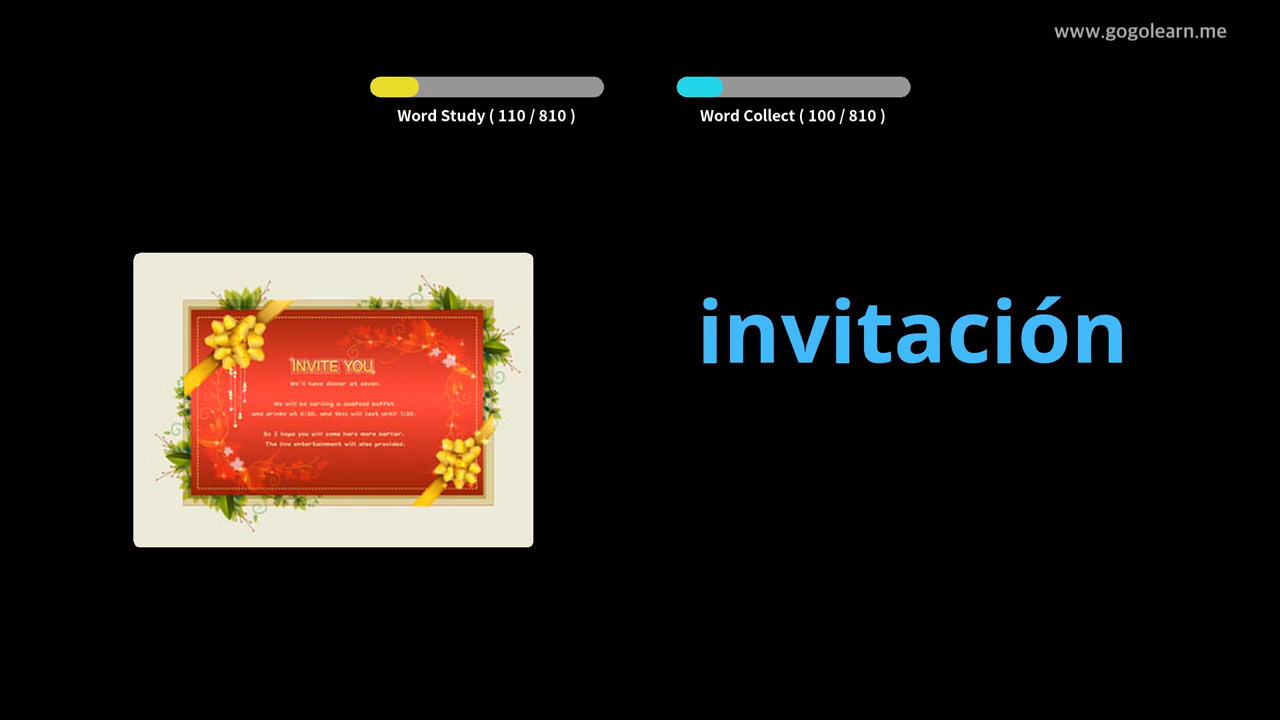 www.gogolearn.me
Word Study ( 110 / 810 )
Word Collect ( 100 / 810 )
invitación
INVITE YOU
We'll have dinner at seven.
We will be serving a seafood buffet
and drinks at 6:30, and this will last until 7:30.
So I hope you will come here more earlier.
The live entertainment will also provided.